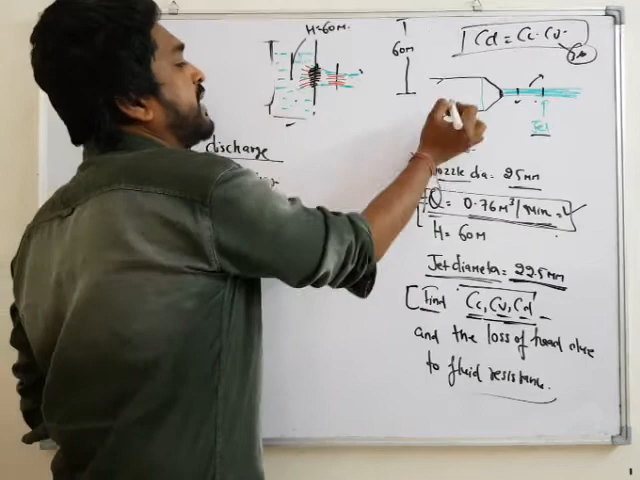 H=60M.
60M
Cd = Cc. Cv.
Jet
discharge
Nozzle dia = 25mm
Q = 0.76M³/Min =
H = 60M
Jet diameter = 22.5mm
Find Cc, Cv, Cd
and the loss of head due
to fluid resistance.